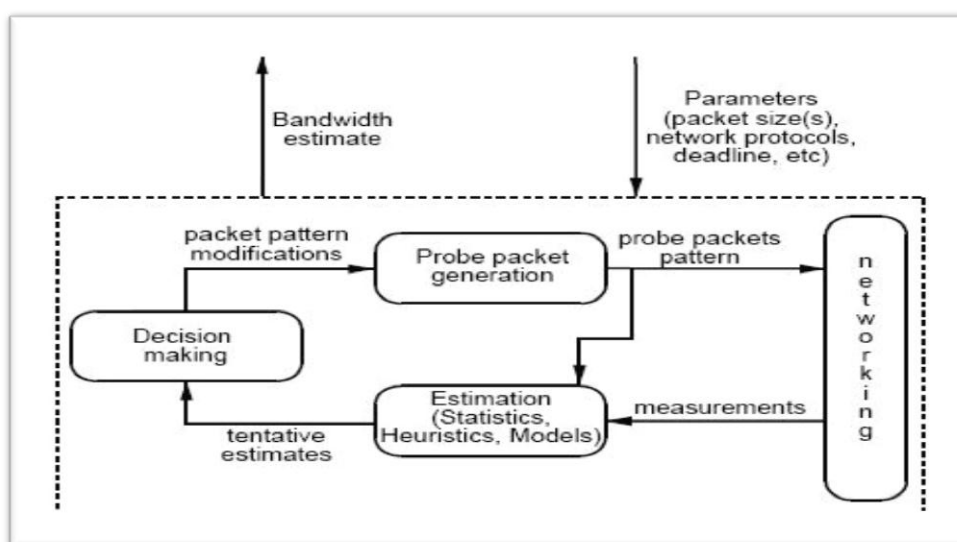 Bandwidth
estimate
Parameters
(packet size(s),
network protocols,
deadline, etc)
packet pattern
modifications
Probe packet
generation
probe packets
pattern
networking
Decision
making
Estimation
(Statistics,
Heuristics, Models)
measurements
tentative
estimates